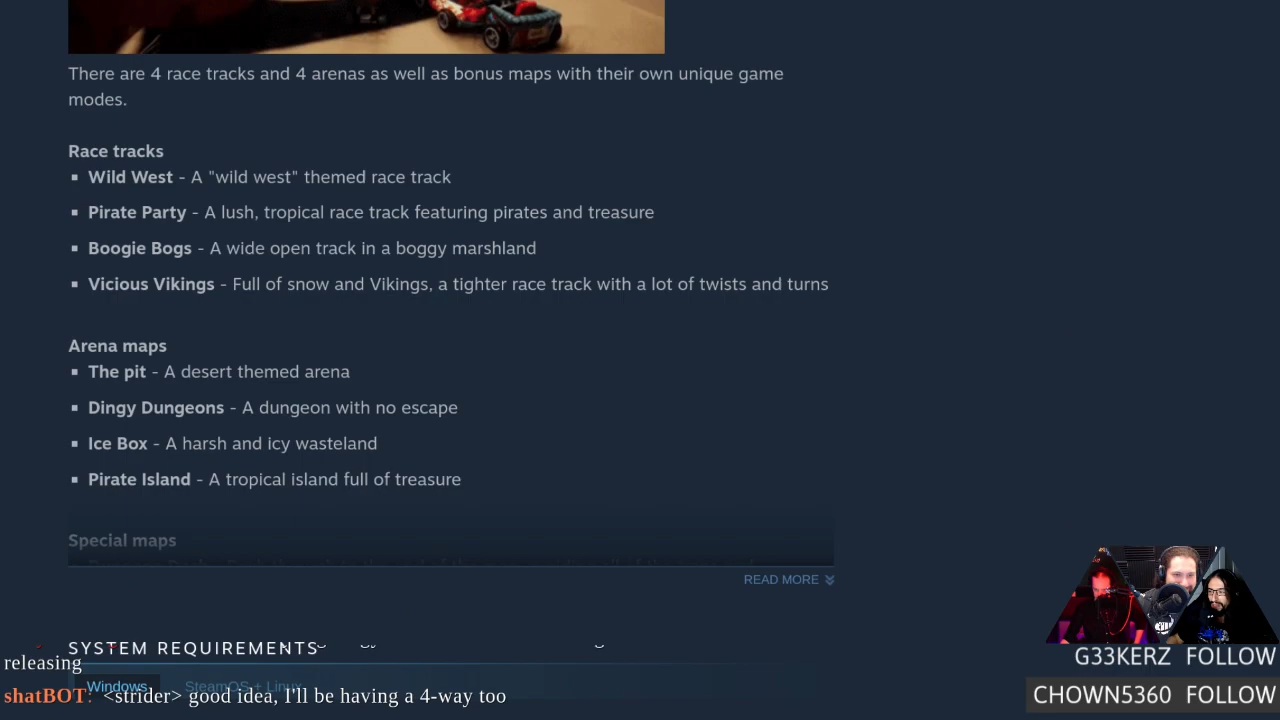 There are 4 race tracks and 4 arenas as well as bonus maps with their own unique game
modes.
Race tracks
▪ Wild West - A "wild west" themed race track
▪ Pirate Party - A lush, tropical race track featuring pirates and treasure
▪ Boogie Bogs - A wide open track in a boggy marshland
▪ Vicious Vikings - Full of snow and Vikings, a tighter race track with a lot of twists and turns
Arena maps
▪ The pit - A desert themed arena
▪ Dingy Dungeons - A dungeon with no escape
▪ Ice Box - A harsh and icy wasteland
▪ Pirate Island - A tropical island full of treasure
Special maps
READ MORE
SYSTEM REQUIREMENTS
releasing
Windows SteamOS + Linux
shatBOT: <strider> good idea, I'll be having a 4-way too
G33KERZ FOLLOW
CHOWN5360 FOLLOW